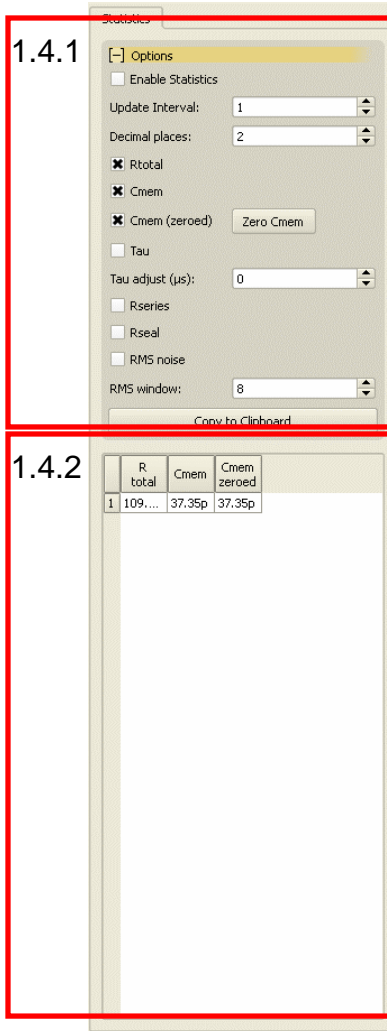 Statistics
1.4.1
[-] Options
Enable Statistics
Update Interval: 1
Decimal places: 2
Rtotal
Cmem
Cmem (zeroed) Zero Cmem
Tau
Tau adjust (µs): 0
Rseries
Rseal
RMS noise
RMS window: 8
Copy to Clipboard
1.4.2
R total Cmem Cmem zeroed
1 109.... 37.35p 37.35p